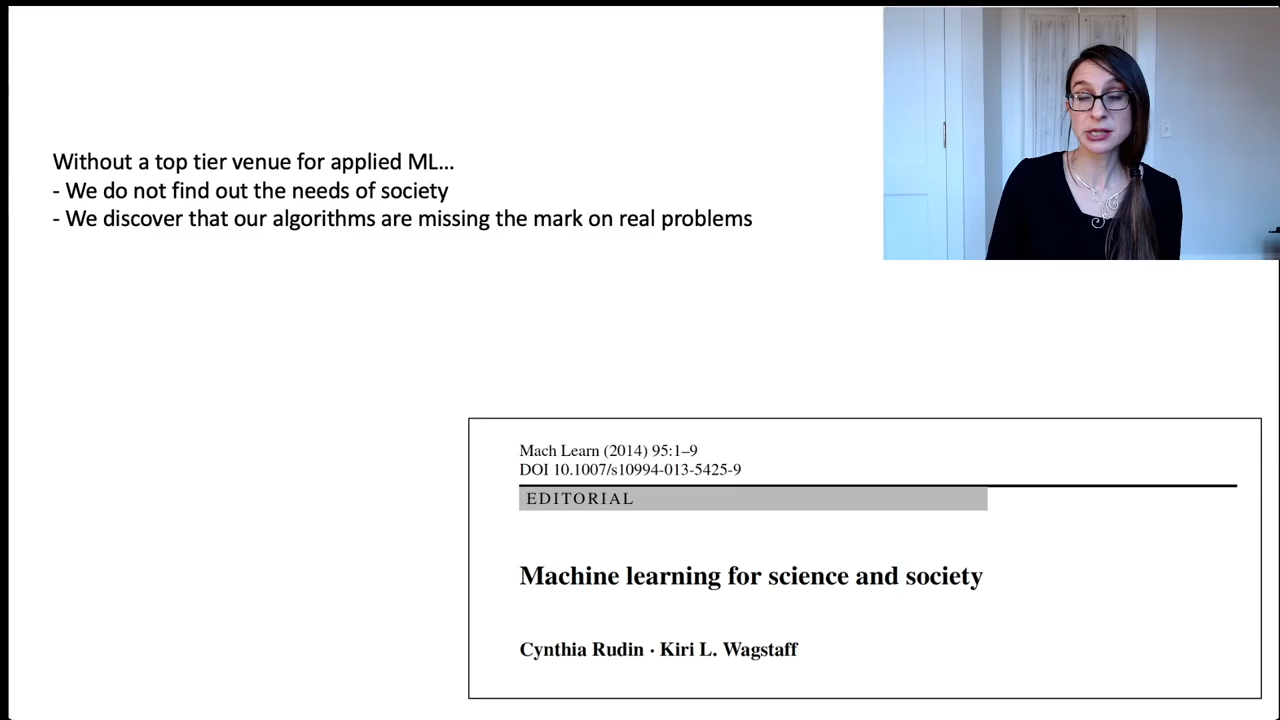 Without a top tier venue for applied ML...
- We do not find out the needs of society
- We discover that our algorithms are missing the mark on real problems
Mach Learn (2014) 95:1–9
DOI 10.1007/s10994-013-5425-9
EDITORIAL
Machine learning for science and society
Cynthia Rudin · Kiri L. Wagstaff